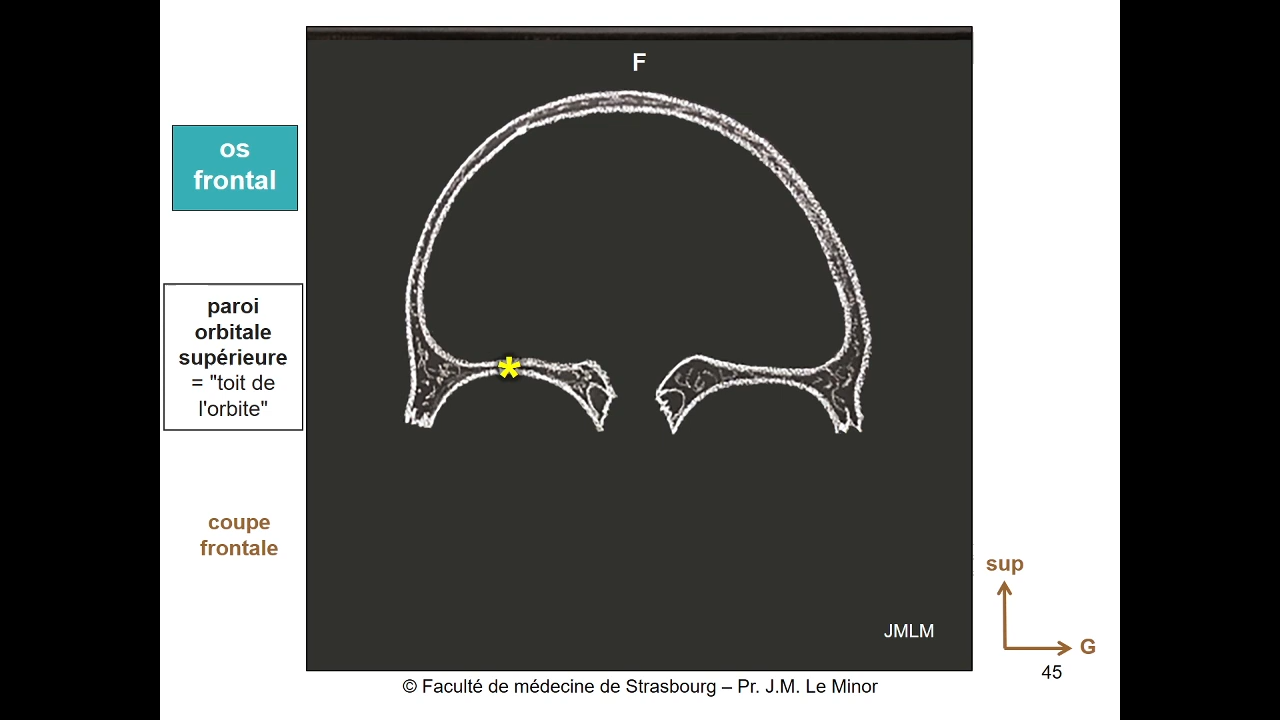 F
os
frontal
paroi
orbitale
supérieure
= "toit de
l'orbite"
*
coupe
frontale
sup
G
JMLM
45
© Faculté de médecine de Strasbourg – Pr. J.M. Le Minor